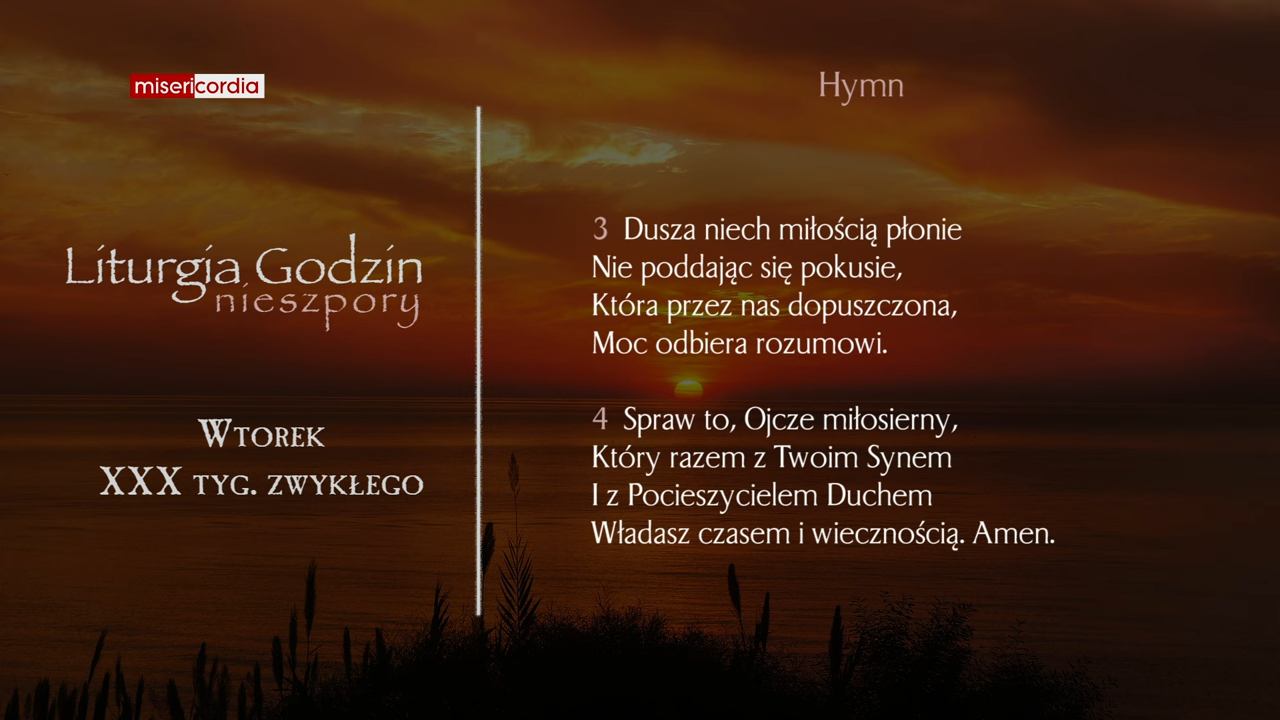 misericordia
Liturgia Godzin
nieszpory
Wtorek
XXX tyg. zwykłego
Hymn
3 Dusza niech miłością płonie
Nie poddając się pokusie,
Która przez nas dopuszczona,
Moc odbiera rozumowi.
4 Spraw to, Ojcze miłosierny,
Który razem z Twoim Synem
I z Pocieszycielem Duchem
Władasz czasem i wiecznością. Amen.